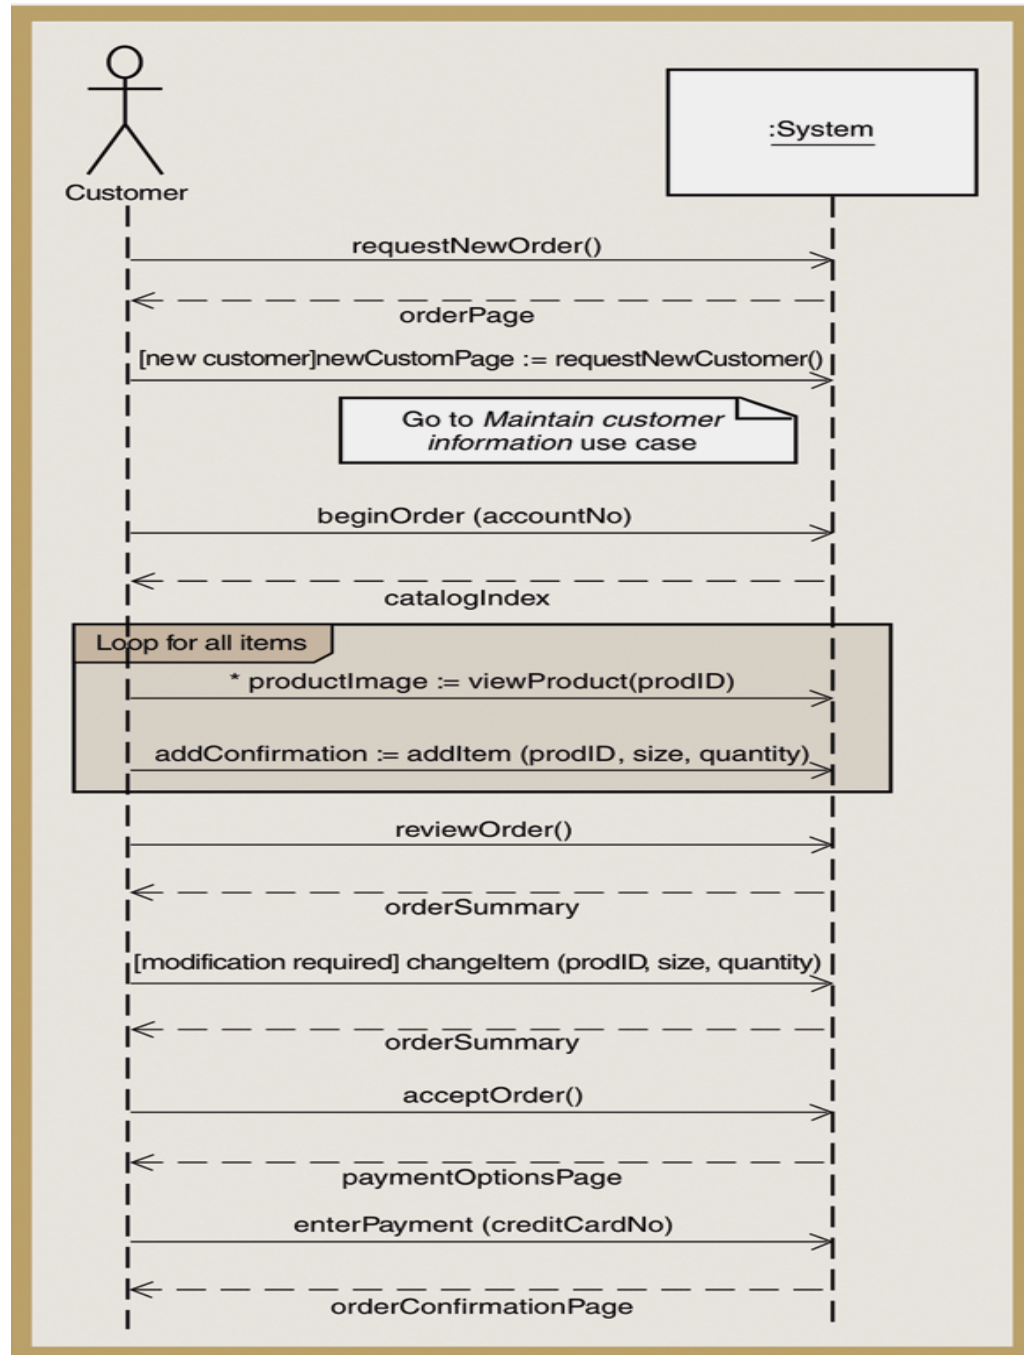 Customer
:System
requestNewOrder()
orderPage
[new customer]newCustomPage := requestNewCustomer()
Go to Maintain customer
information use case
beginOrder (accountNo)
catalogIndex
Loop for all items
* productImage := viewProduct(prodID)
addConfirmation := addItem (prodID, size, quantity)
reviewOrder()
orderSummary
[modification required] changeItem (prodID, size, quantity)
orderSummary
acceptOrder()
paymentOptionsPage
enterPayment (creditCardNo)
orderConfirmationPage